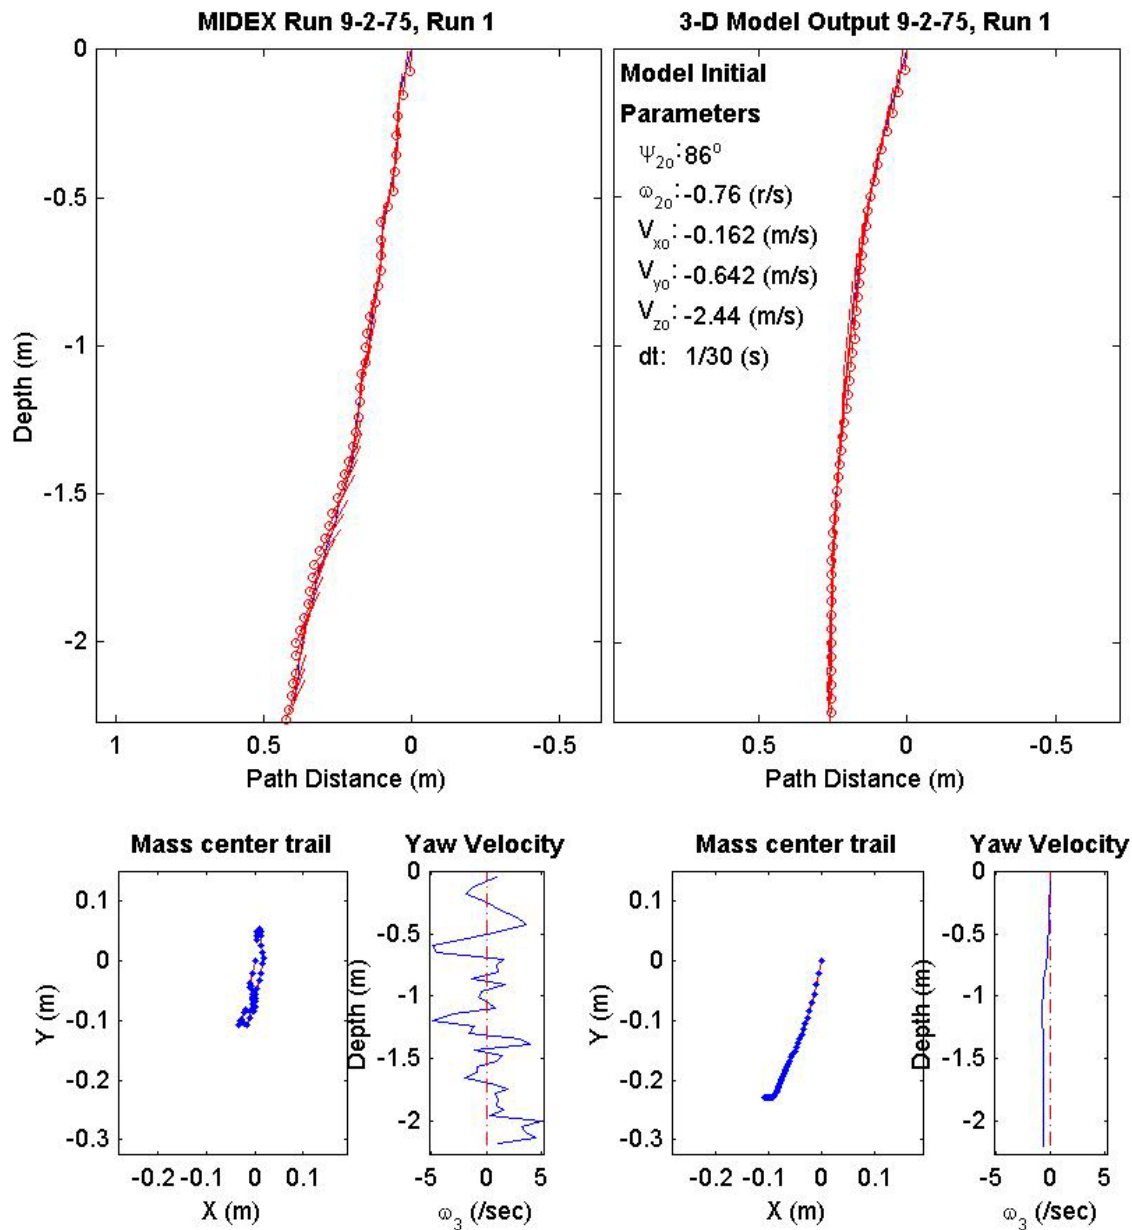 MIDEX Run 9-2-75, Run 1
3-D Model Output 9-2-75, Run 1
0
-0.5
-1
-1.5
-2
Depth (m)
1
0.5
0
-0.5
Path Distance (m)
Model Initial
Parameters
Ψ2o: 86o
ω2o: -0.76 (r/s)
Vxo: -0.162 (m/s)
Vyo: -0.642 (m/s)
Vzo: -2.44 (m/s)
dt: 1/30 (s)
0.5
0
-0.5
Path Distance (m)
Mass center trail
0.1
0
-0.1
-0.2
-0.3
Y (m)
-0.2
-0.1
0
0.1
X (m)
Yaw Velocity
0
-0.5
-1
-1.5
-2
Depth (m)
-5
0
5
ω3 (/sec)
Mass center trail
0.1
0
-0.1
-0.2
-0.3
Y (m)
-0.2
-0.1
0
0.1
X (m)
Yaw Velocity
0
-0.5
-1
-1.5
-2
Depth (m)
-5
0
5
ω3 (/sec)